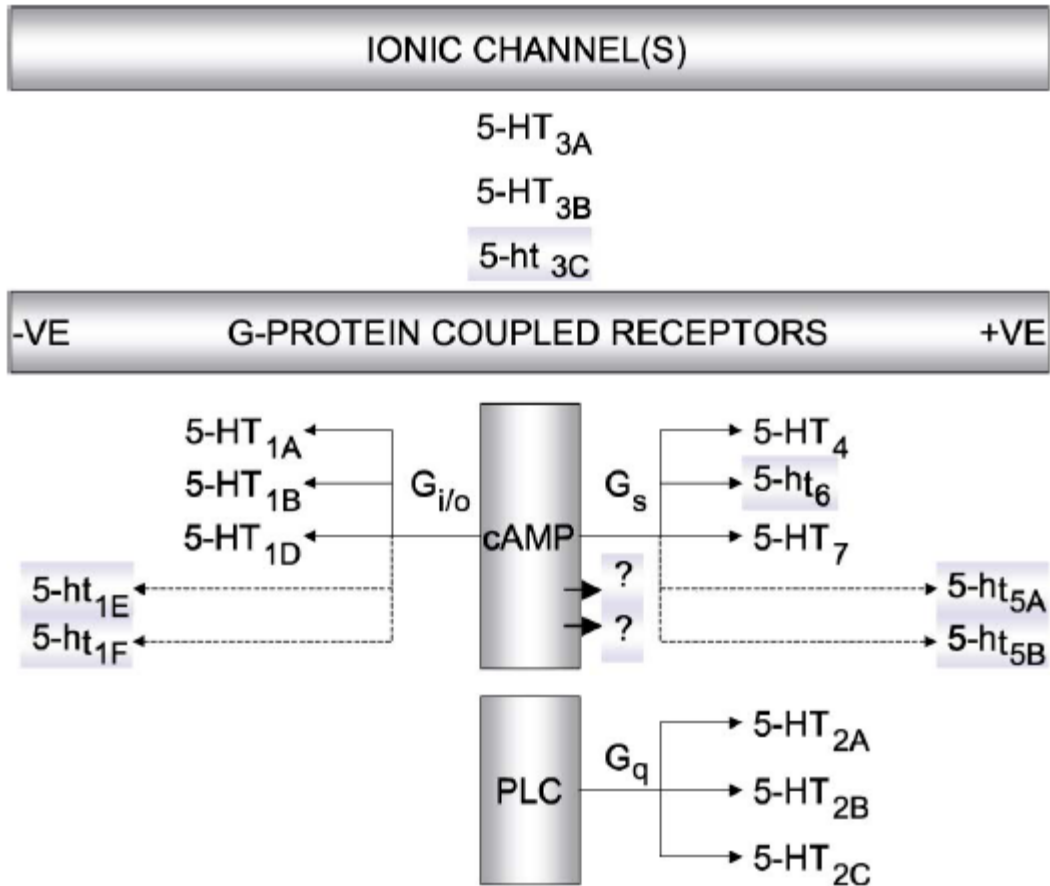 IONIC CHANNEL(S)
5-HT3A
5-HT3B
5-ht 3C
-VE G-PROTEIN COUPLED RECEPTORS +VE
5-HT1A 5-HT4
5-HT1B Gi/o Gs 5-ht6
5-HT1D cAMP 5-HT7
5-ht1E ? 5-ht5A
5-ht1F ? 5-ht5B
5-HT2A
Gq
PLC 5-HT2B
5-HT2C